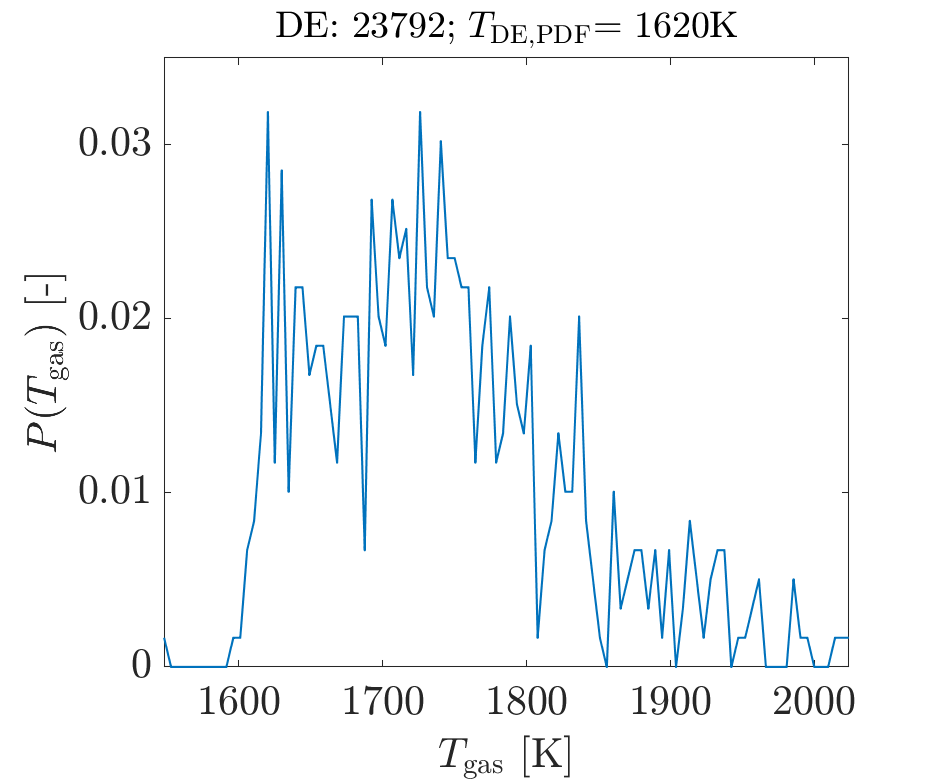 DE: 23792; T_DE,PDF= 1620K
0.03
0.02
0.01
0
P(T_gas) [-]
1600 1700 1800 1900 2000
T_gas [K]